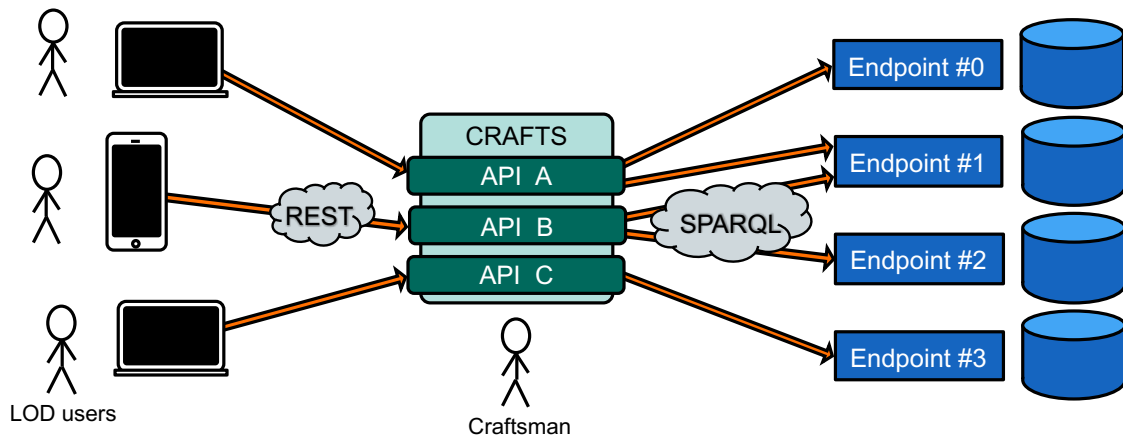 CRAFTS
API A
API B
API C
REST
SPARQL
Endpoint #0
Endpoint #1
Endpoint #2
Endpoint #3
LOD users
Craftsman